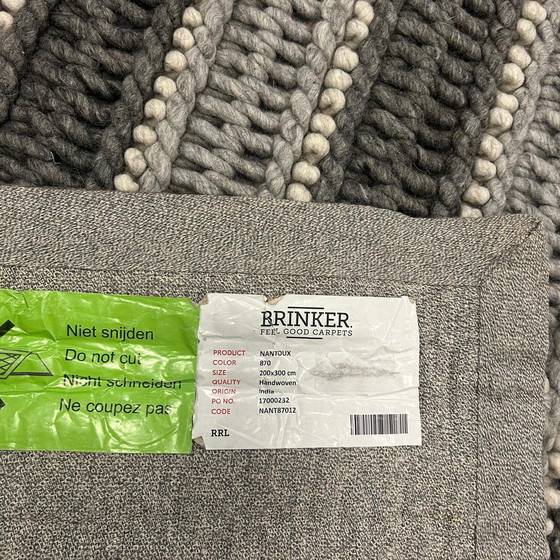 Niet snijden
Do not cut
Nicht schneiden
Ne coupez pas
BRINKER.
FEEL GOOD CARPETS
PRODUCT NANTOUX
COLOR 870
SIZE 200x300 cm
QUALITY Handwoven
ORIGIN India
PO NO. 17000232
CODE NANT87012
RRL